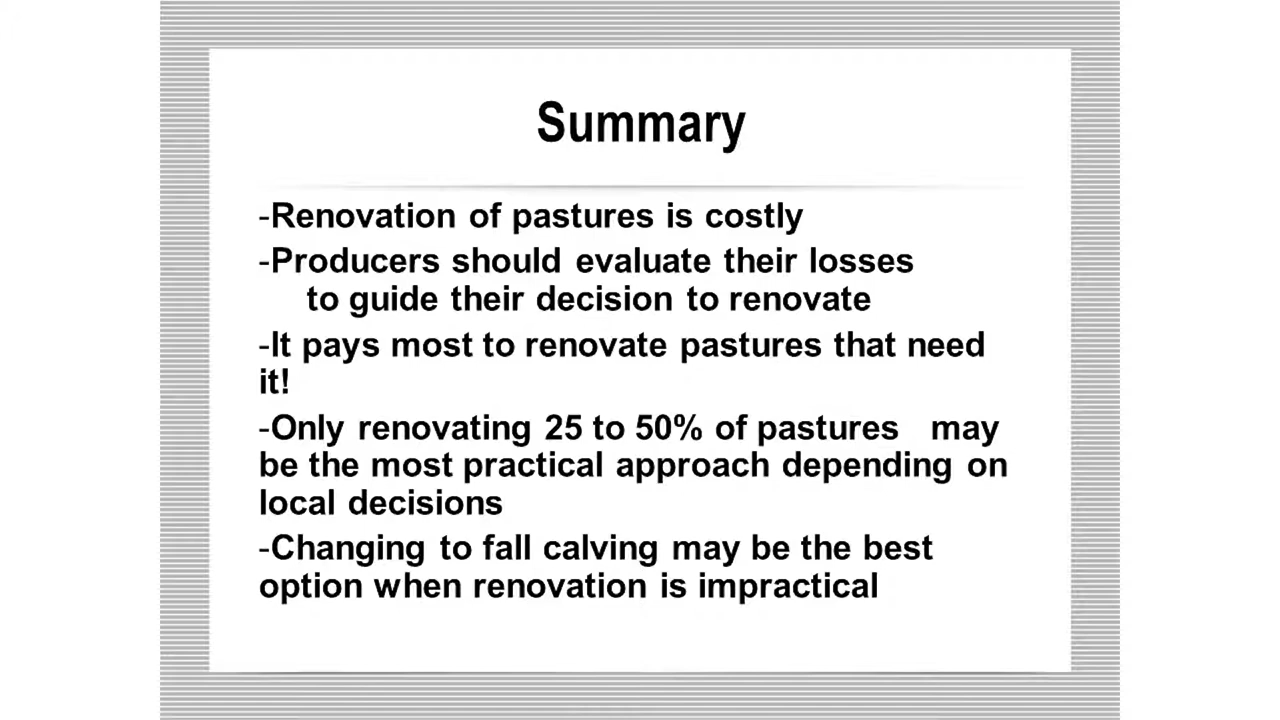 Summary
-Renovation of pastures is costly
-Producers should evaluate their losses
to guide their decision to renovate
-It pays most to renovate pastures that need
it!
-Only renovating 25 to 50% of pastures may
be the most practical approach depending on
local decisions
-Changing to fall calving may be the best
option when renovation is impractical